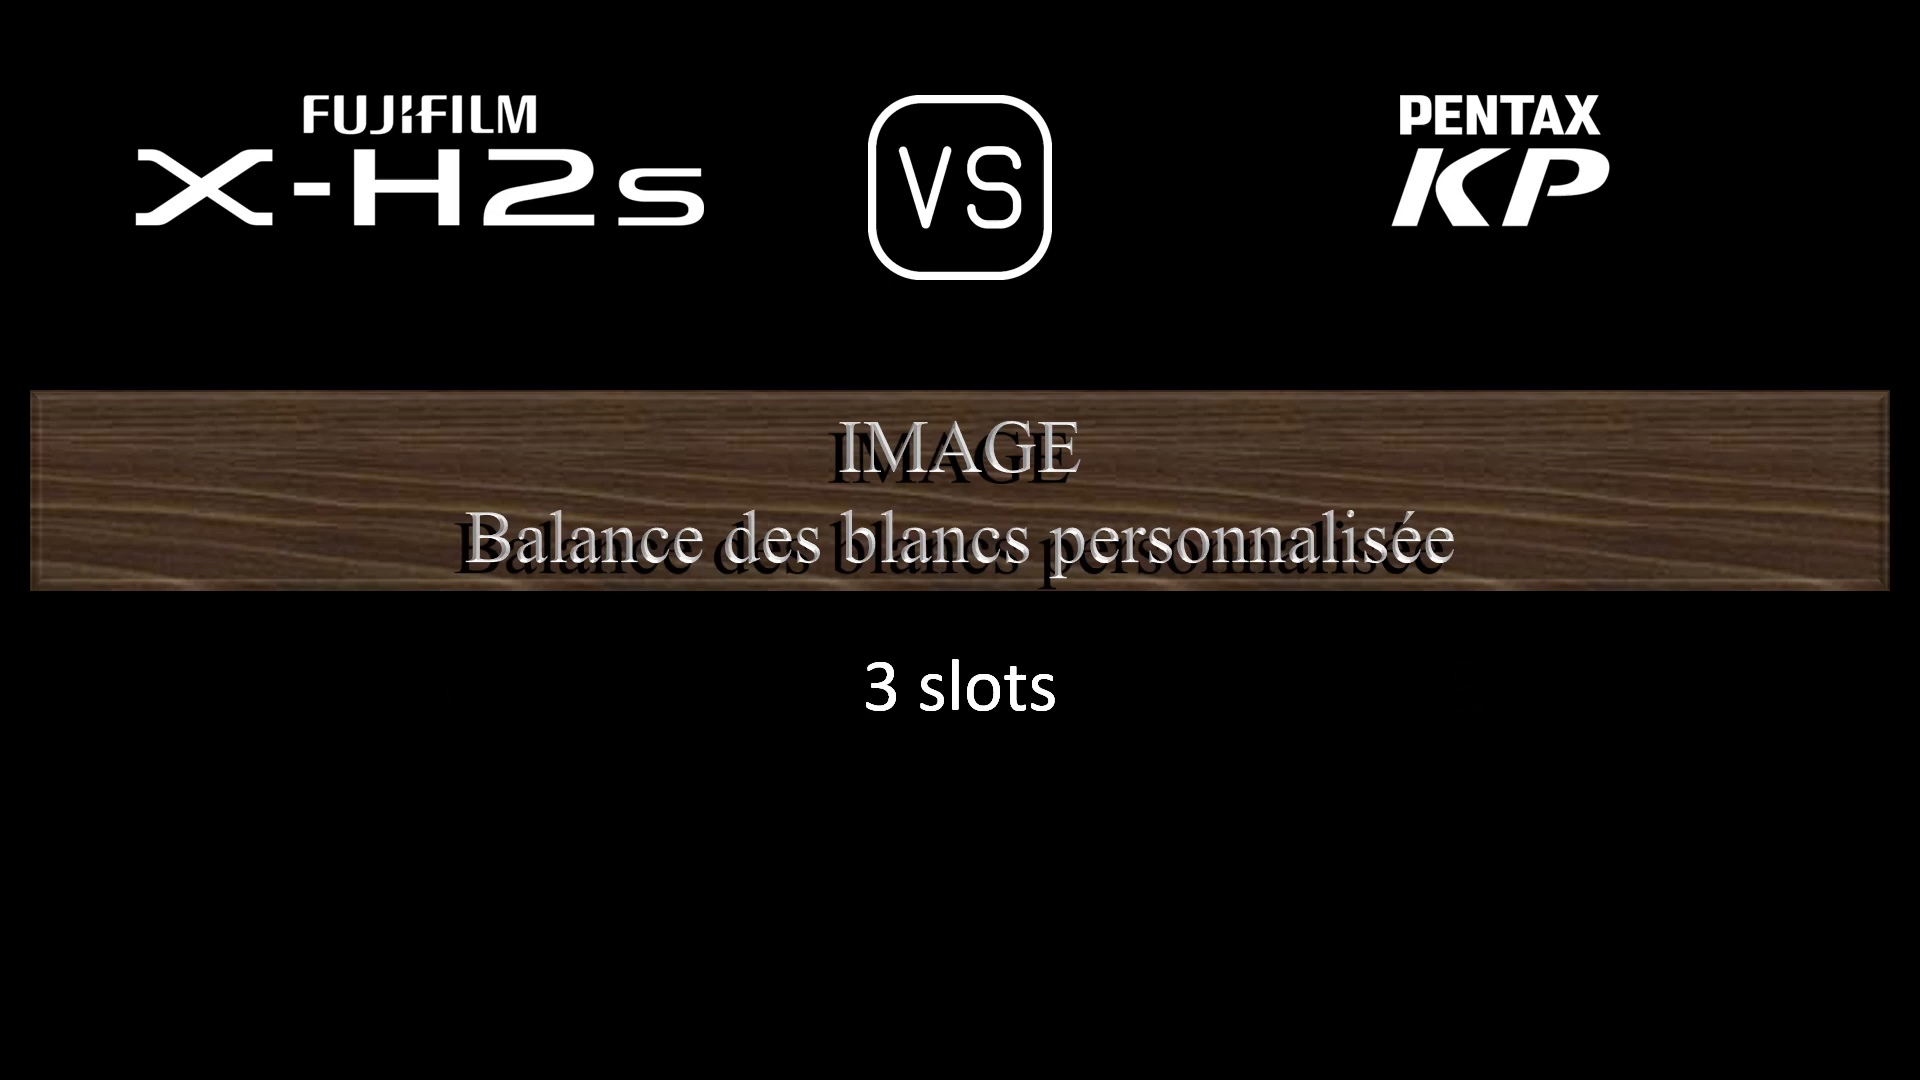 FUJIFILM
X-H2s
VS
PENTAX
KP
IMAGE
Balance des blancs personnalisée
3 slots